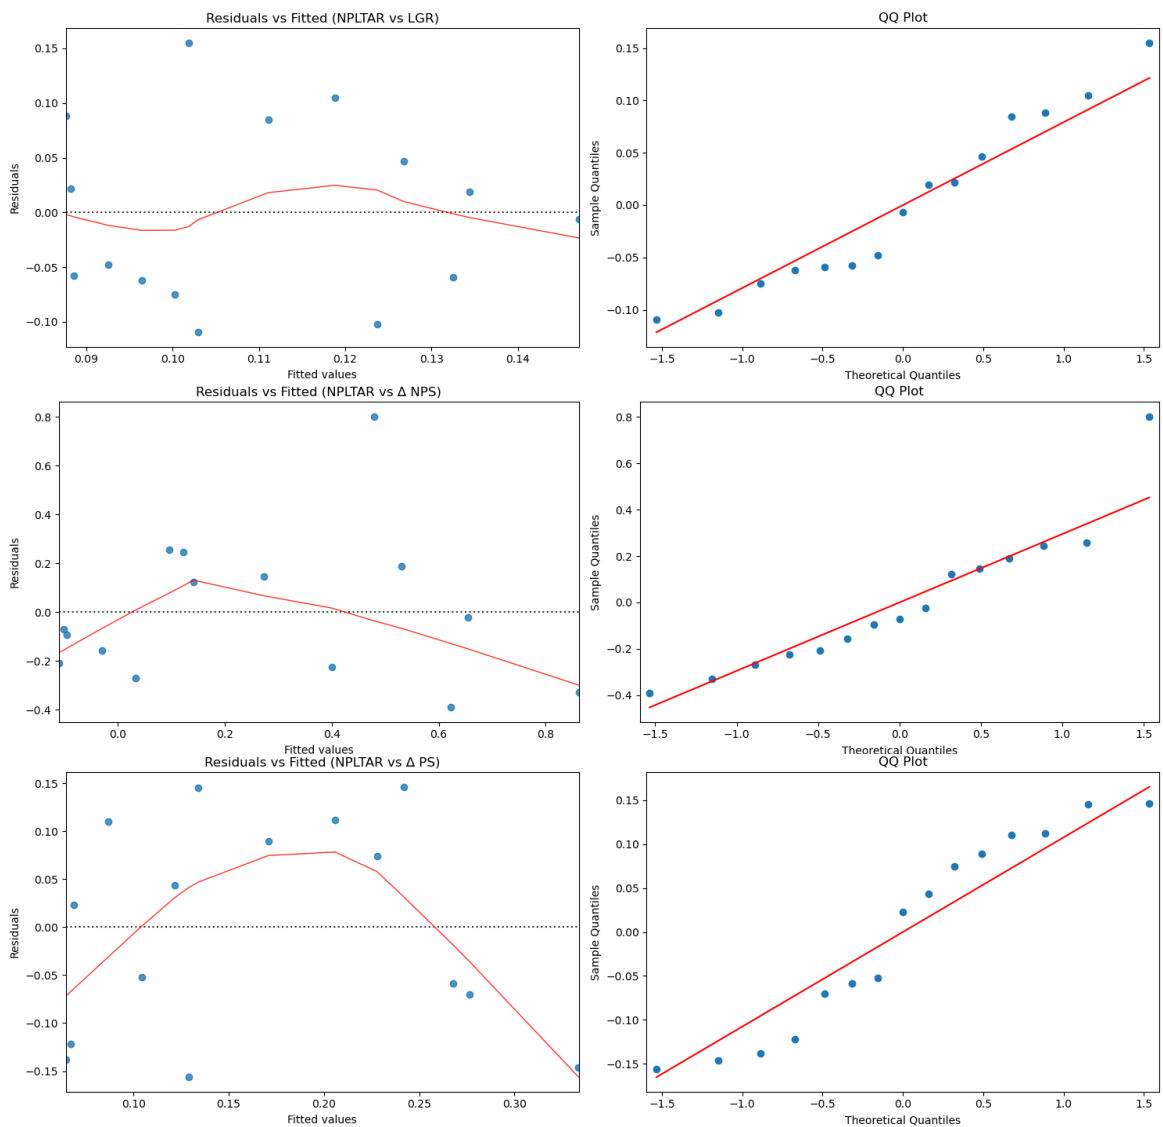 Residuals vs Fitted (NPLTAR vs LGR)
0.15
0.10
0.05
0.00
−0.05
−0.10
Residuals
0.09 0.10 0.11 0.12 0.13 0.14
Fitted values
QQ Plot
0.15
0.10
0.05
0.00
−0.05
−0.10
Sample Quantiles
−1.5 −1.0 −0.5 0.0 0.5 1.0 1.5
Theoretical Quantiles
Residuals vs Fitted (NPLTAR vs Δ NPS)
0.8
0.6
0.4
0.2
0.0
−0.2
−0.4
Residuals
0.0 0.2 0.4 0.6 0.8
Fitted values
QQ Plot
0.8
0.6
0.4
0.2
0.0
−0.2
−0.4
Sample Quantiles
−1.5 −1.0 −0.5 0.0 0.5 1.0 1.5
Theoretical Quantiles
Residuals vs Fitted (NPLTAR vs Δ PS)
0.15
0.10
0.05
0.00
−0.05
−0.10
−0.15
Residuals
0.10 0.15 0.20 0.25 0.30
Fitted values
QQ Plot
0.15
0.10
0.05
0.00
−0.05
−0.10
−0.15
Sample Quantiles
−1.5 −1.0 −0.5 0.0 0.5 1.0 1.5
Theoretical Quantiles